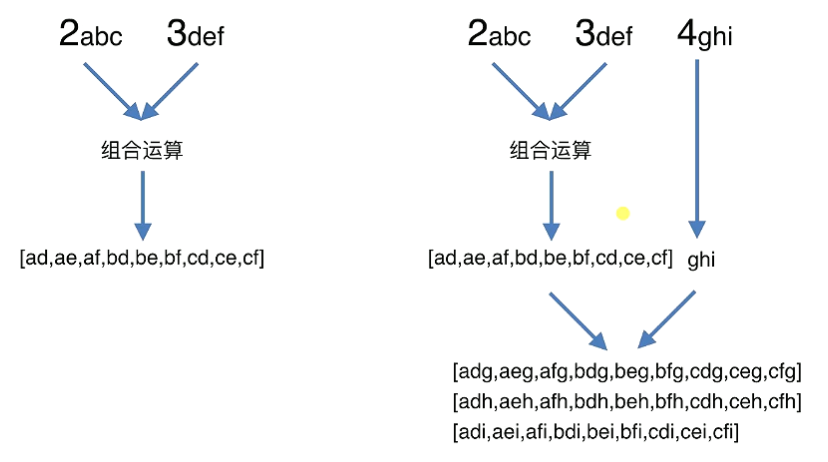 2abc 3def
组合运算
[ad,ae,af,bd,be,bf,cd,ce,cf]
2abc 3def 4ghi
组合运算
[ad,ae,af,bd,be,bf,cd,ce,cf] ghi
[adg,aeg,afg,bdg,beg,bfg,cdg,ceg,cfg]
[adh,aeh,afh,bdh,beh,bfh,cdh,ceh,cfh]
[adi,aei,afi,bdi,bei,bfi,cdi,cei,cfi]